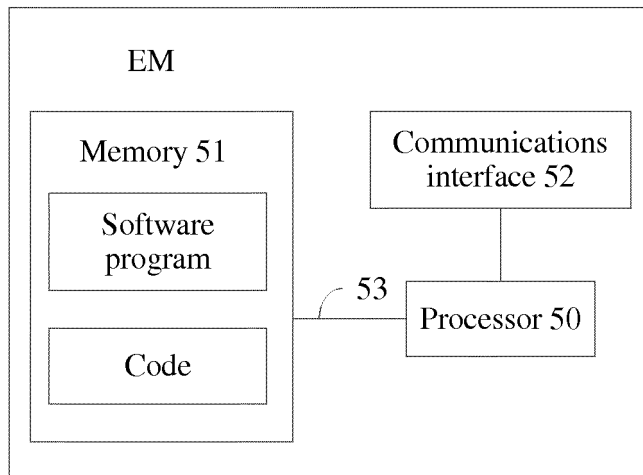 EM
Memory 51
Software
program
Code
Communications
interface 52
53
Processor 50